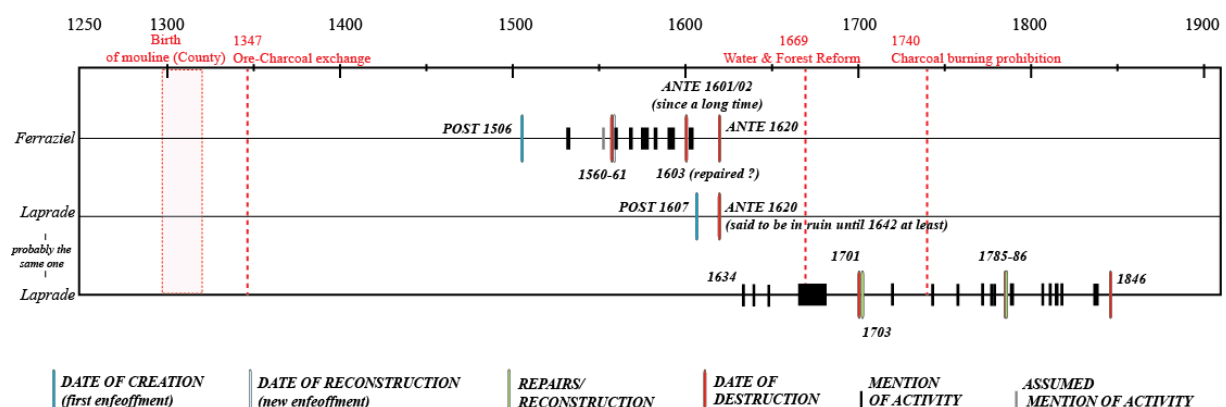 1250 1300 1400 1500 1600 1700 1800 1900
Birth
of mouline (County)
1347
Ore-Charcoal exchange
1669
Water & Forest Reform
1740
Charcoal burning prohibition
ANTE 1601/02
(since a long time)
Ferraziel
POST 1506
ANTE 1620
1560-61
1603 (repaired ?)
Laprade
POST 1607
ANTE 1620
(said to be in ruin until 1642 at least)
probably the
same one
Laprade
1634
1701
1785-86
1846
1703
DATE OF CREATION
(first enfeoffment)
DATE OF RECONSTRUCTION
(new enfeoffment)
REPAIRS/
RECONSTRUCTION
DATE OF
DESTRUCTION
MENTION
OF ACTIVITY
ASSUMED
MENTION OF ACTIVITY